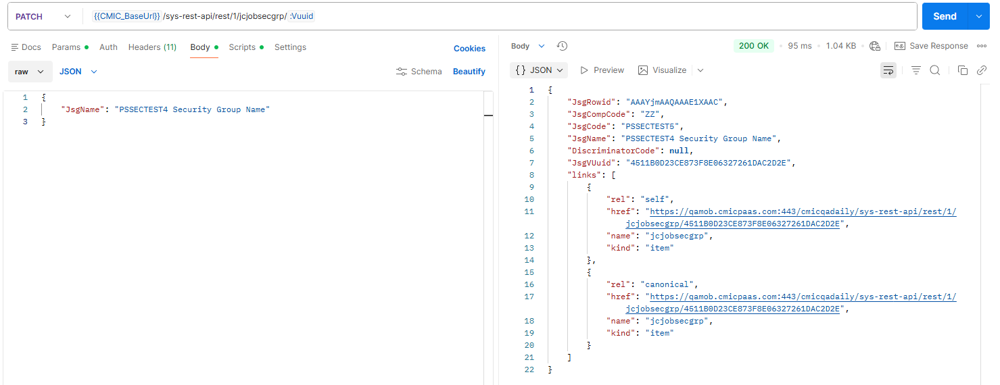 PATCH {{CMIC_BaseUrl}} /sys-rest-api/rest/1/jcjobsecgrp/ :Vuuid Send
Docs Params Auth Headers (11) Body Scripts Settings Cookies
raw JSON Schema Beautify
1 {
2 "JsgName": "PSSECTEST4 Security Group Name"
3 }
Body 200 OK • 95 ms • 1.04 KB e.g. Save Response
{} JSON Preview Visualize
1 {
2 "JsgRowid": "AAAYjmAAQAAAE1XAAC",
3 "JsgCompCode": "ZZ",
4 "JsgCode": "PSSECTEST5",
5 "JsgName": "PSSECTEST4 Security Group Name",
6 "DiscriminatorCode": null,
7 "JsgVUuid": "4511B0D23CE873F8E06327261DAC2D2E",
8 "links": [
9 {
10 "rel": "self",
11 "href": "https://qamob.cmicpaas.com:443/cmicqadaily/sys-rest-api/rest/1/
jcjobsecgrp/4511B0D23CE873F8E06327261DAC2D2E",
12 "name": "jcjobsecgrp",
13 "kind": "item"
14 },
15 {
16 "rel": "canonical",
17 "href": "https://qamob.cmicpaas.com:443/cmicqadaily/sys-rest-api/rest/1/
jcjobsecgrp/4511B0D23CE873F8E06327261DAC2D2E",
18 "name": "jcjobsecgrp",
19 "kind": "item"
20 }
21 ]
22 }